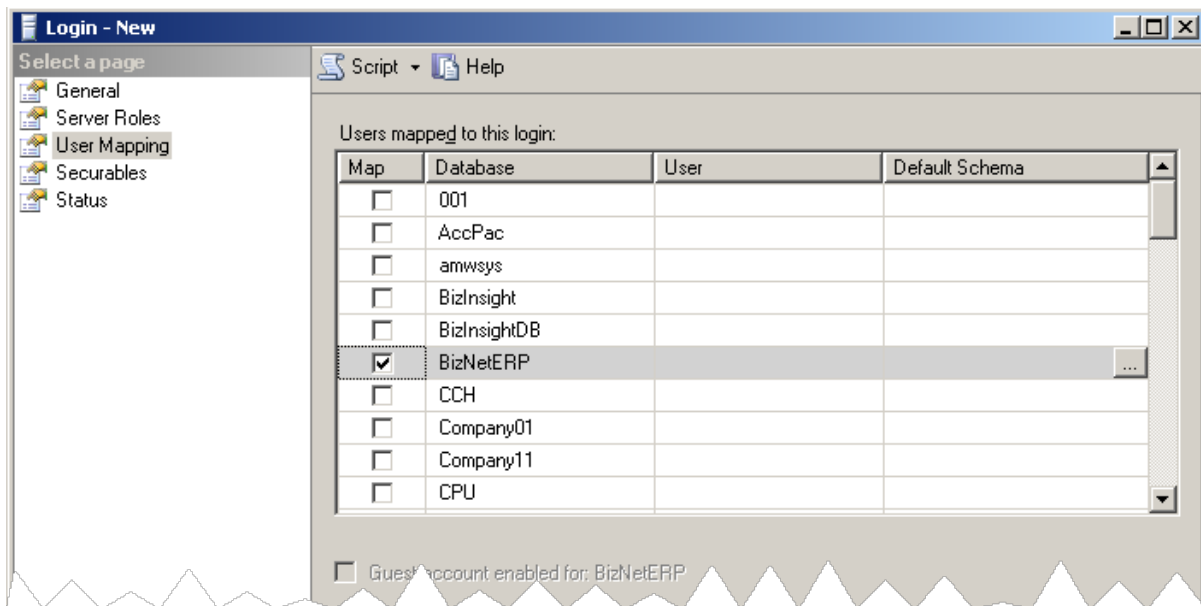 Login - New
Select a page
General
Server Roles
User Mapping
Securables
Status
Script Help
Users mapped to this login:
Map Database User Default Schema
001
AccPac
amwsys
BizInsight
BizInsightDB
BizNetERP ...
CCH
Company01
Company11
CPU
Guest account enabled for: BizNetERP